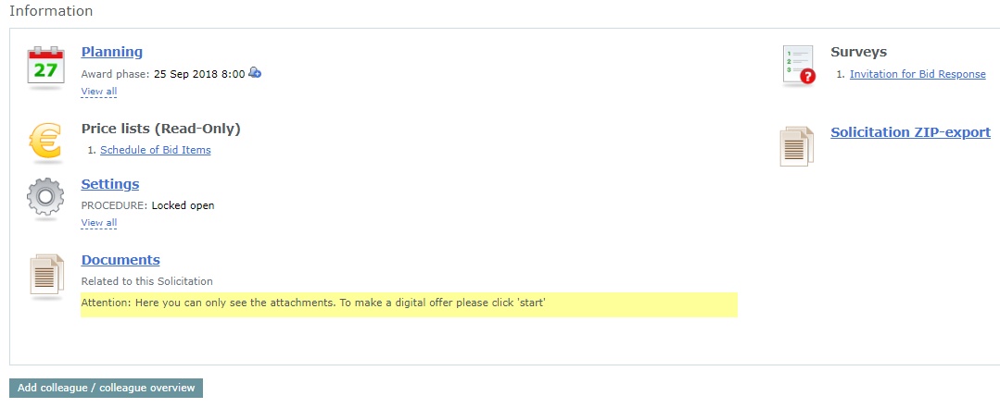 Information
27
Planning
Award phase: 25 Sep 2018 8:00
View all
€
Price lists (Read-Only)
1. Schedule of Bid Items
Settings
PROCEDURE: Locked open
View all
Documents
Related to this Solicitation
Attention: Here you can only see the attachments. To make a digital offer please click 'start'
1
2
3
?
Surveys
1. Invitation for Bid Response
Solicitation ZIP-export
Add colleague / colleague overview